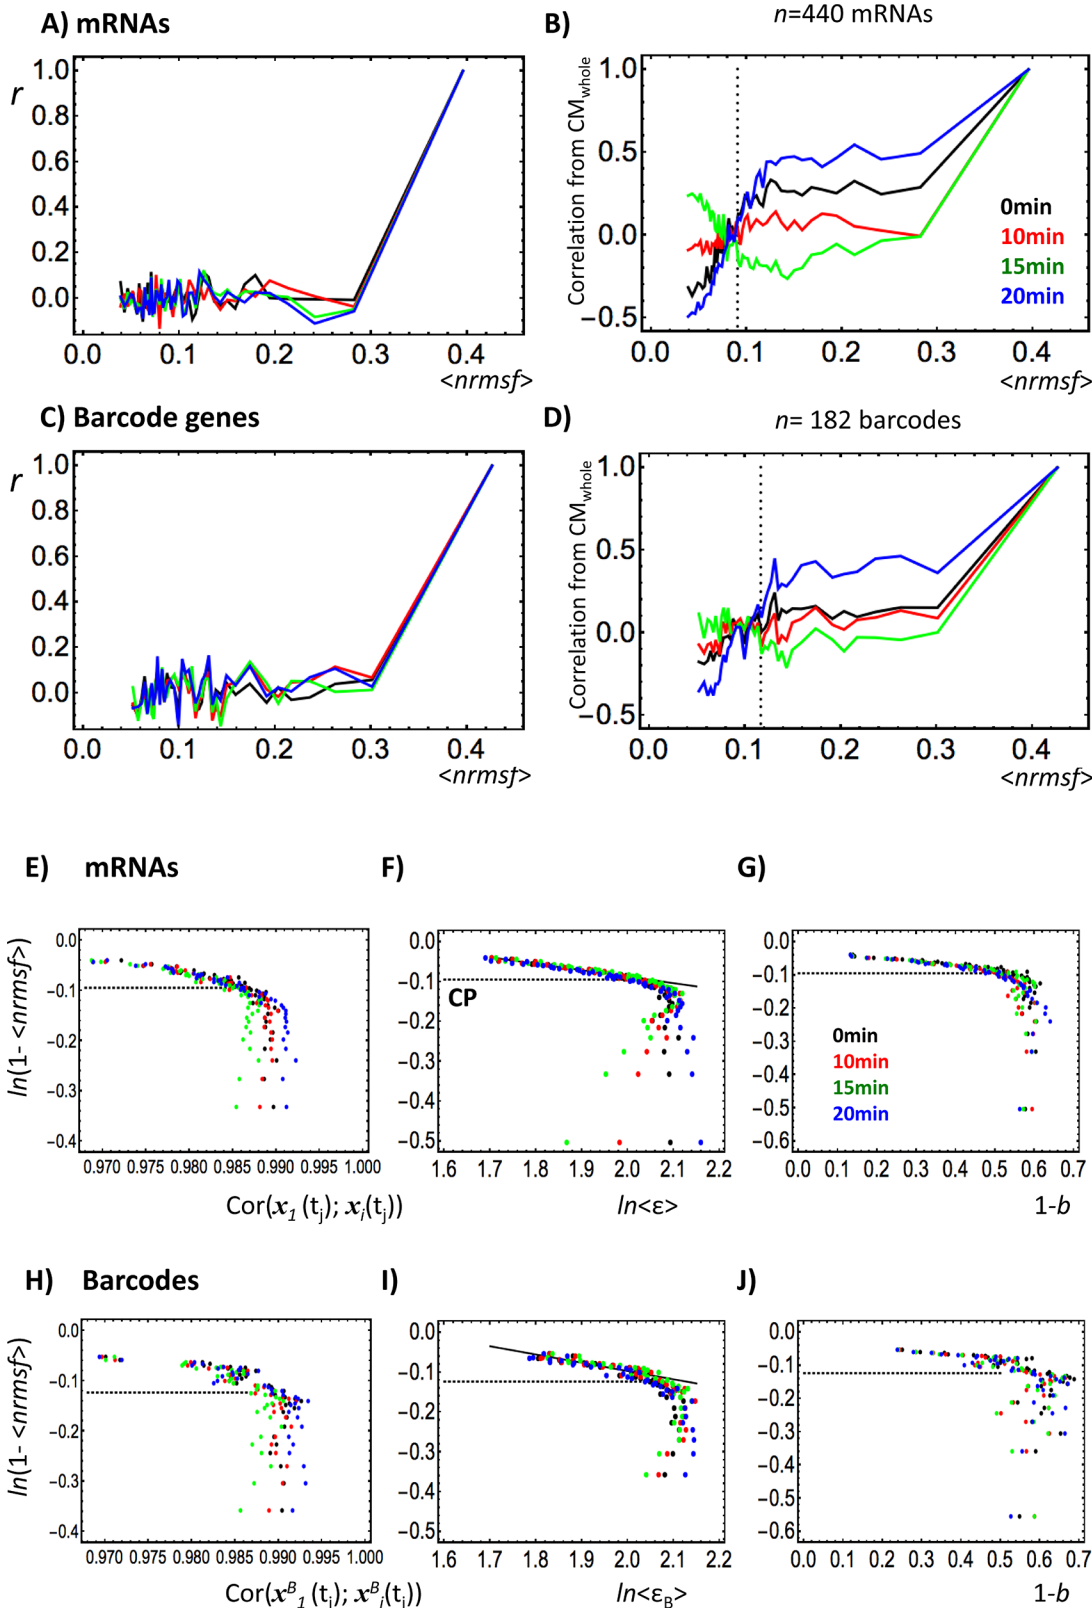 A) mRNAs
r
1.0
0.8
0.6
0.4
0.2
0.0
0.0 0.1 0.2 0.3 0.4
<nrmsf>
B)
n=440 mRNAs
Correlation from CMwhole
1.0
0.5
0.0
−0.5
0min
10min
15min
20min
0.0 0.1 0.2 0.3 0.4
<nrmsf>
C) Barcode genes
r
1.0
0.8
0.6
0.4
0.2
0.0
0.0 0.1 0.2 0.3 0.4
<nrmsf>
D)
n= 182 barcodes
Correlation from CMwhole
1.0
0.5
0.0
−0.5
0.0 0.1 0.2 0.3 0.4
<nrmsf>
E) mRNAs
ln(1- <nrmsf>)
0.0
−0.1
−0.2
−0.3
−0.4
0.970 0.975 0.980 0.985 0.990 0.995 1.000
Cor(x1 (tj); xi(tj))
F)
0.0
−0.1
−0.2
−0.3
−0.4
−0.5
CP
1.6 1.7 1.8 1.9 2.0 2.1 2.2
ln<ε>
G)
0.0
−0.1
−0.2
−0.3
−0.4
−0.5
−0.6
0min
10min
15min
20min
0.0 0.1 0.2 0.3 0.4 0.5 0.6 0.7
1-b
H) Barcodes
ln(1- <nrmsf>)
0.0
−0.1
−0.2
−0.3
−0.4
0.970 0.975 0.980 0.985 0.990 0.995 1.000
Cor(xB1 (tj); xBi(tj))
I)
0.0
−0.1
−0.2
−0.3
−0.4
−0.5
1.6 1.7 1.8 1.9 2.0 2.1 2.2
ln<εB>
J)
0.0
−0.1
−0.2
−0.3
−0.4
−0.5
−0.6
0.0 0.1 0.2 0.3 0.4 0.5 0.6 0.7
1-b